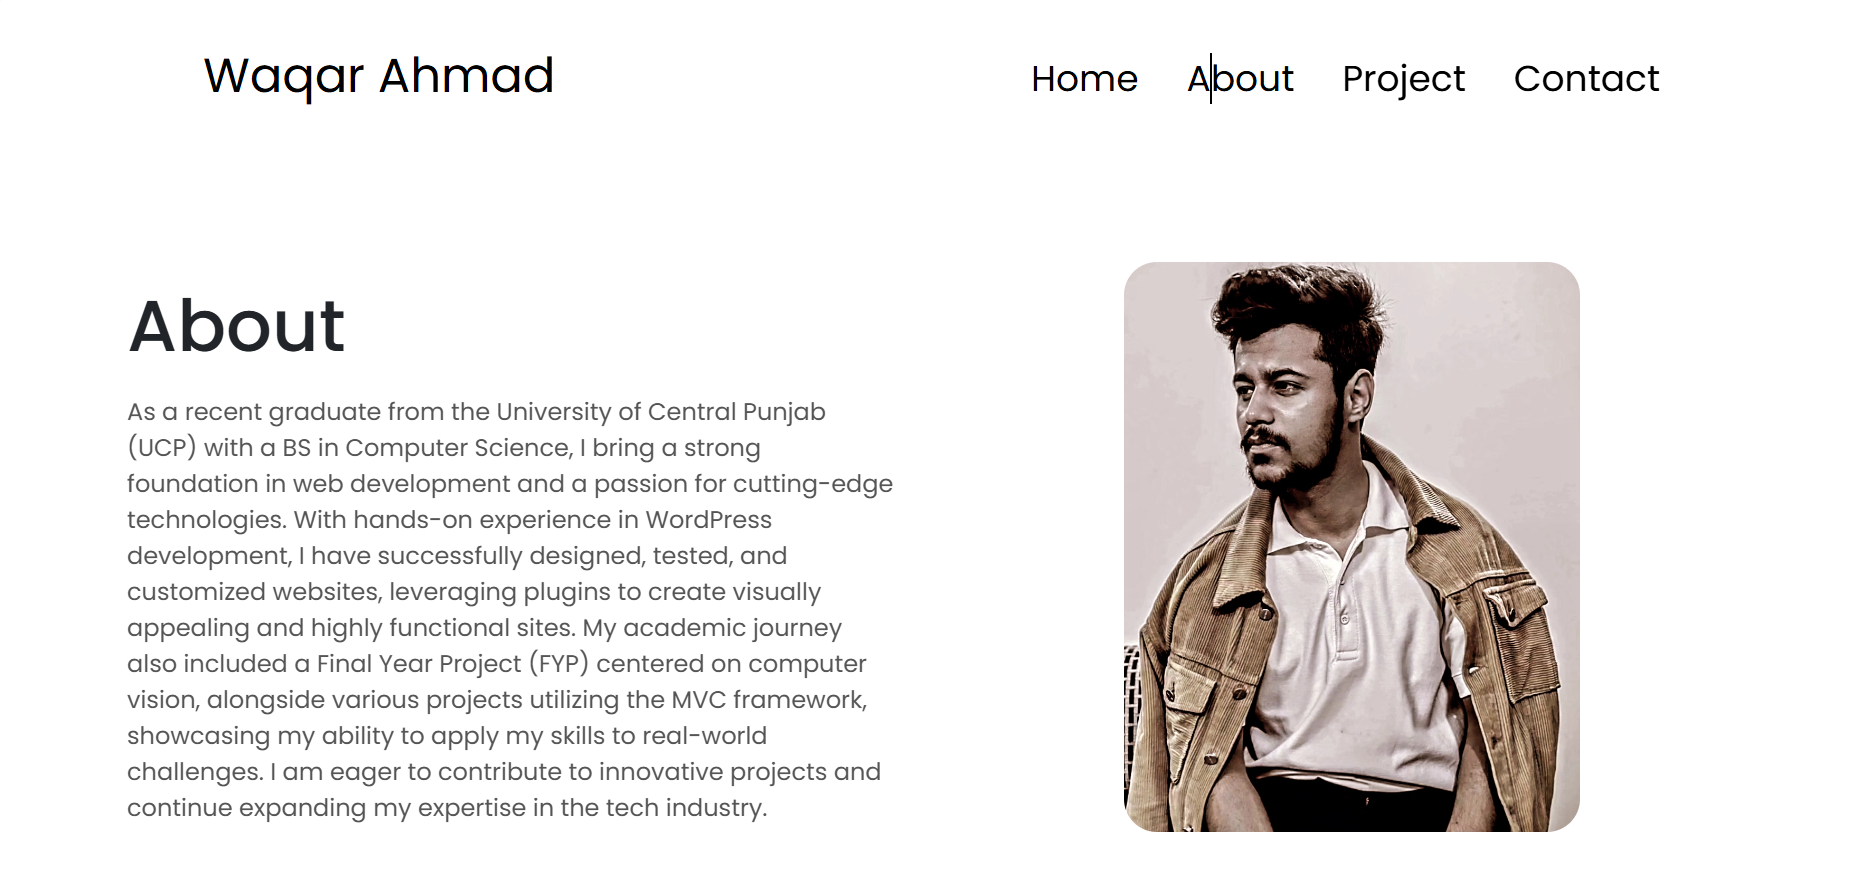 Waqar Ahmad
Home About Project Contact
About
As a recent graduate from the University of Central Punjab
(UCP) with a BS in Computer Science, I bring a strong
foundation in web development and a passion for cutting-edge
technologies. With hands-on experience in WordPress
development, I have successfully designed, tested, and
customized websites, leveraging plugins to create visually
appealing and highly functional sites. My academic journey
also included a Final Year Project (FYP) centered on computer
vision, alongside various projects utilizing the MVC framework,
showcasing my ability to apply my skills to real-world
challenges. I am eager to contribute to innovative projects and
continue expanding my expertise in the tech industry.